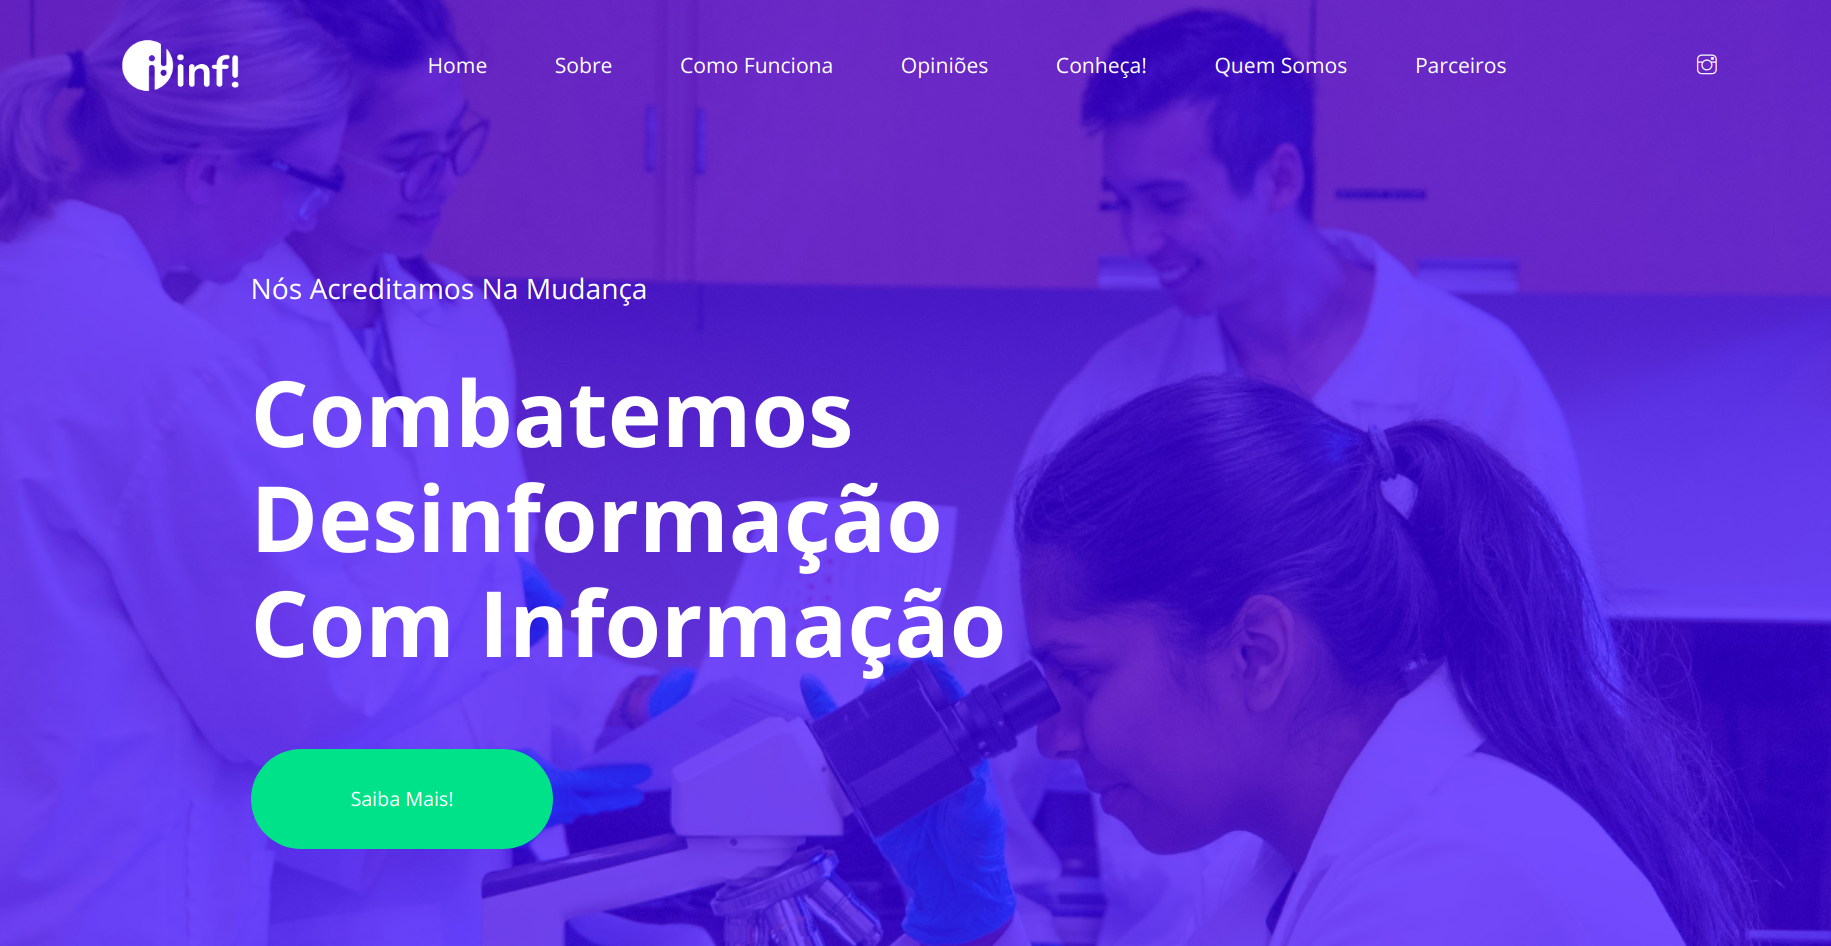 inf!
Home Sobre Como Funciona Opiniões Conheça! Quem Somos Parceiros
Nós Acreditamos Na Mudança
Combatemos
Desinformação
Com Informação
Saiba Mais!